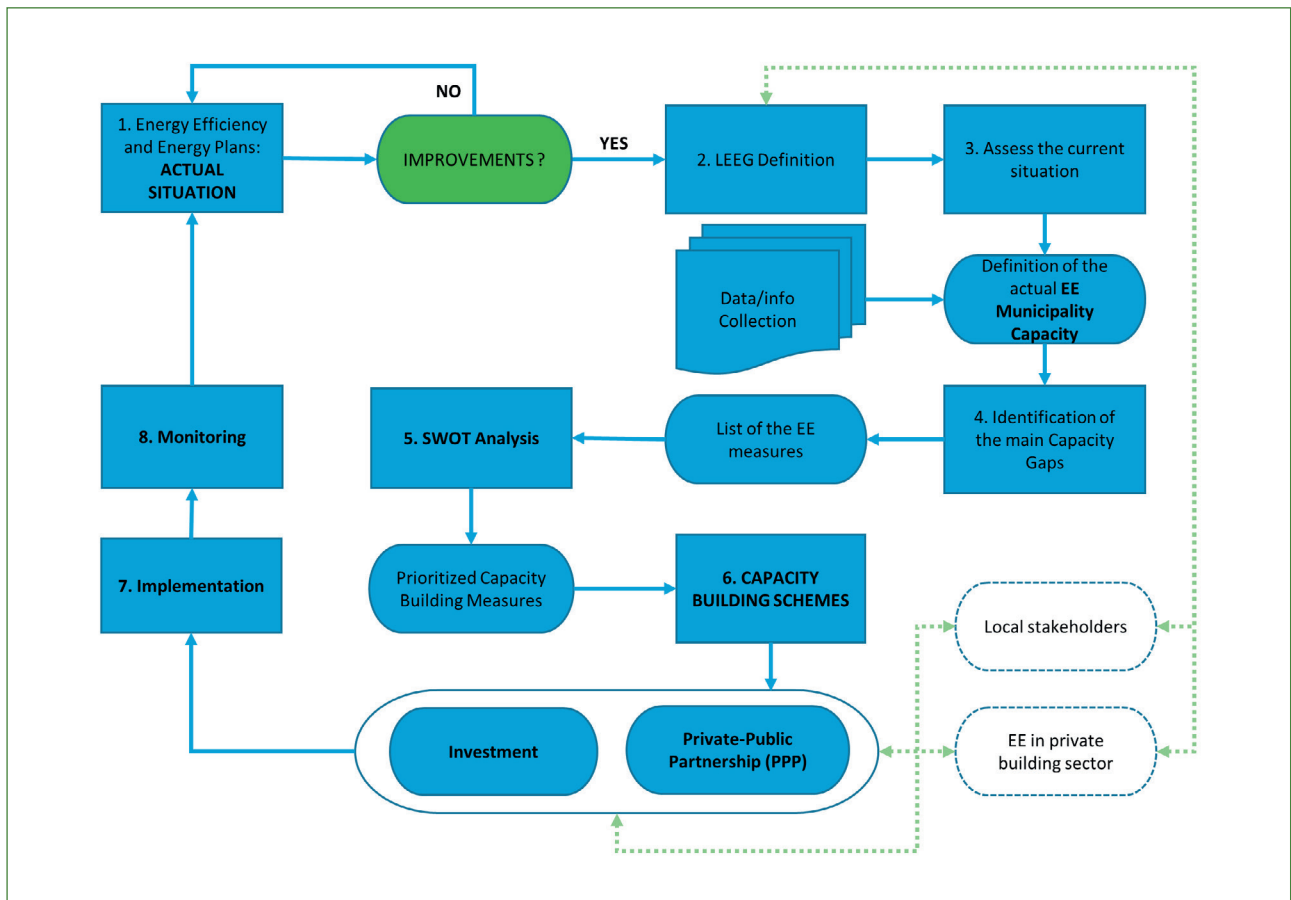 NO
1. Energy Efficiency
and Energy Plans:
ACTUAL
SITUATION
IMPROVEMENTS ?
YES
2. LEEG Definition
3. Assess the current
situation
Data/info
Collection
Definition of the
actual EE
Municipality
Capacity
8. Monitoring
5. SWOT Analysis
List of the EE
measures
4. Identification of
the main Capacity
Gaps
7. Implementation
Prioritized Capacity
Building Measures
6. CAPACITY
BUILDING SCHEMES
Local stakeholders
Investment
Private-Public
Partnership (PPP)
EE in private
building sector